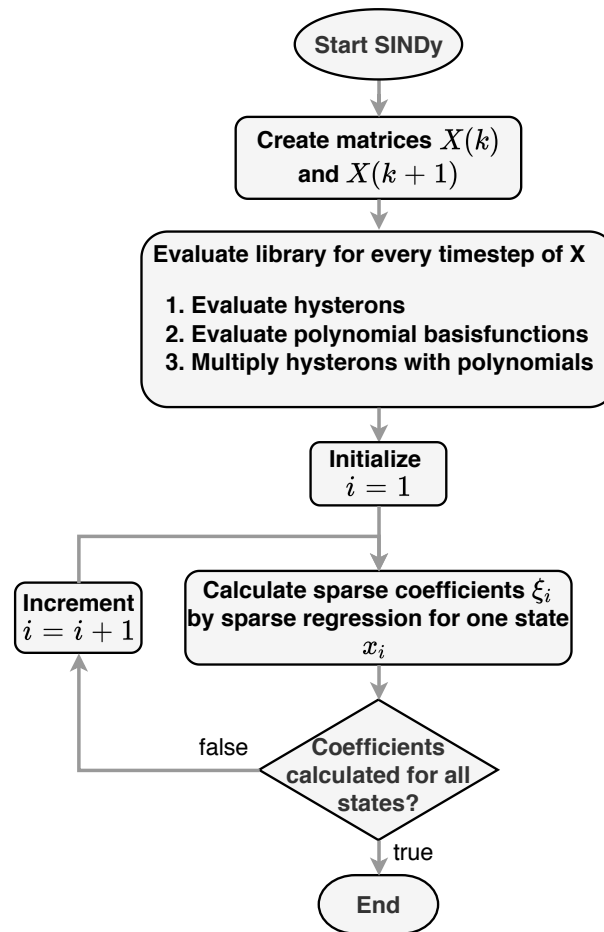 Start SINDy
Create matrices X(k)
and X(k + 1)
Evaluate library for every timestep of X
1. Evaluate hysterons
2. Evaluate polynomial basisfunctions
3. Multiply hysterons with polynomials
Initialize
i = 1
Calculate sparse coefficients ξ_i
by sparse regression for one state
x_i
Increment
i = i + 1
false
Coefficients
calculated for all
states?
true
End